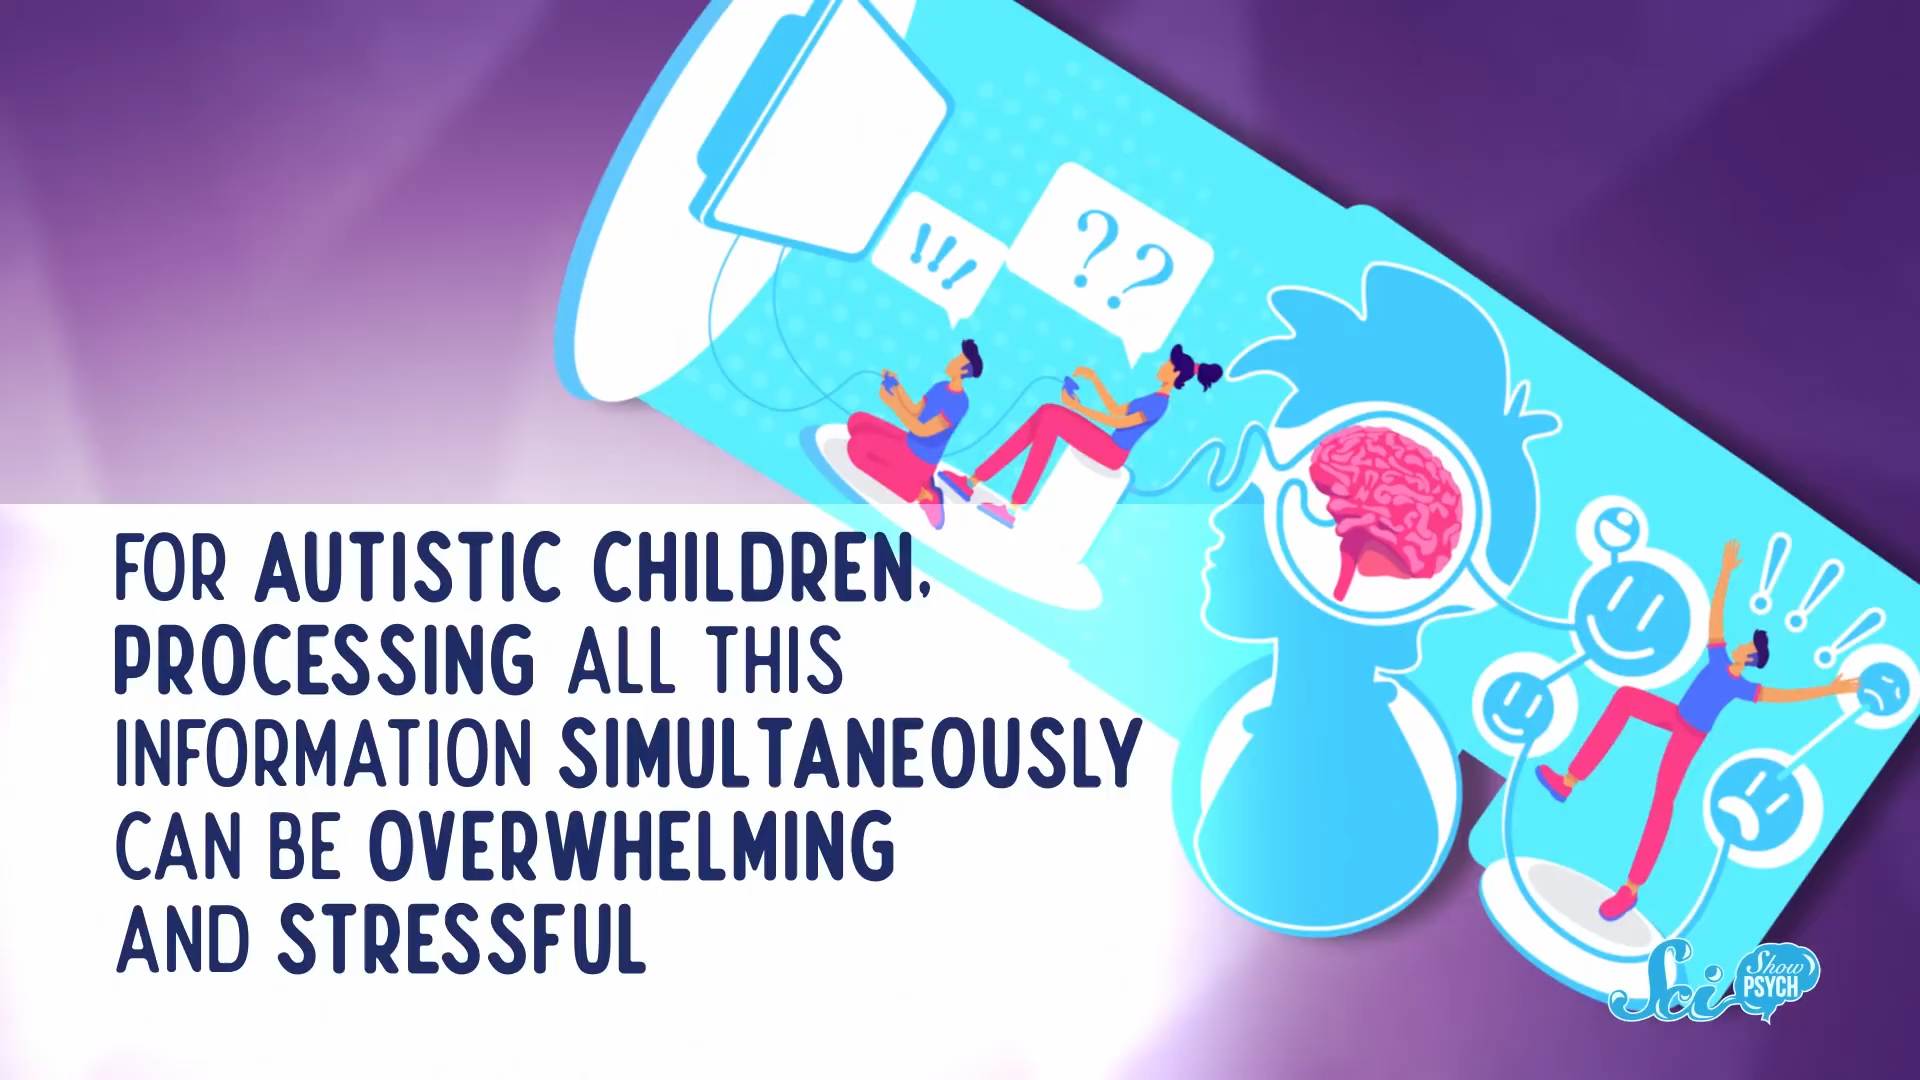 !!!
??
!!!
FOR AUTISTIC CHILDREN,
PROCESSING ALL THIS
INFORMATION SIMULTANEOUSLY
CAN BE OVERWHELMING
AND STRESSFUL
Sci Show
PSYCH